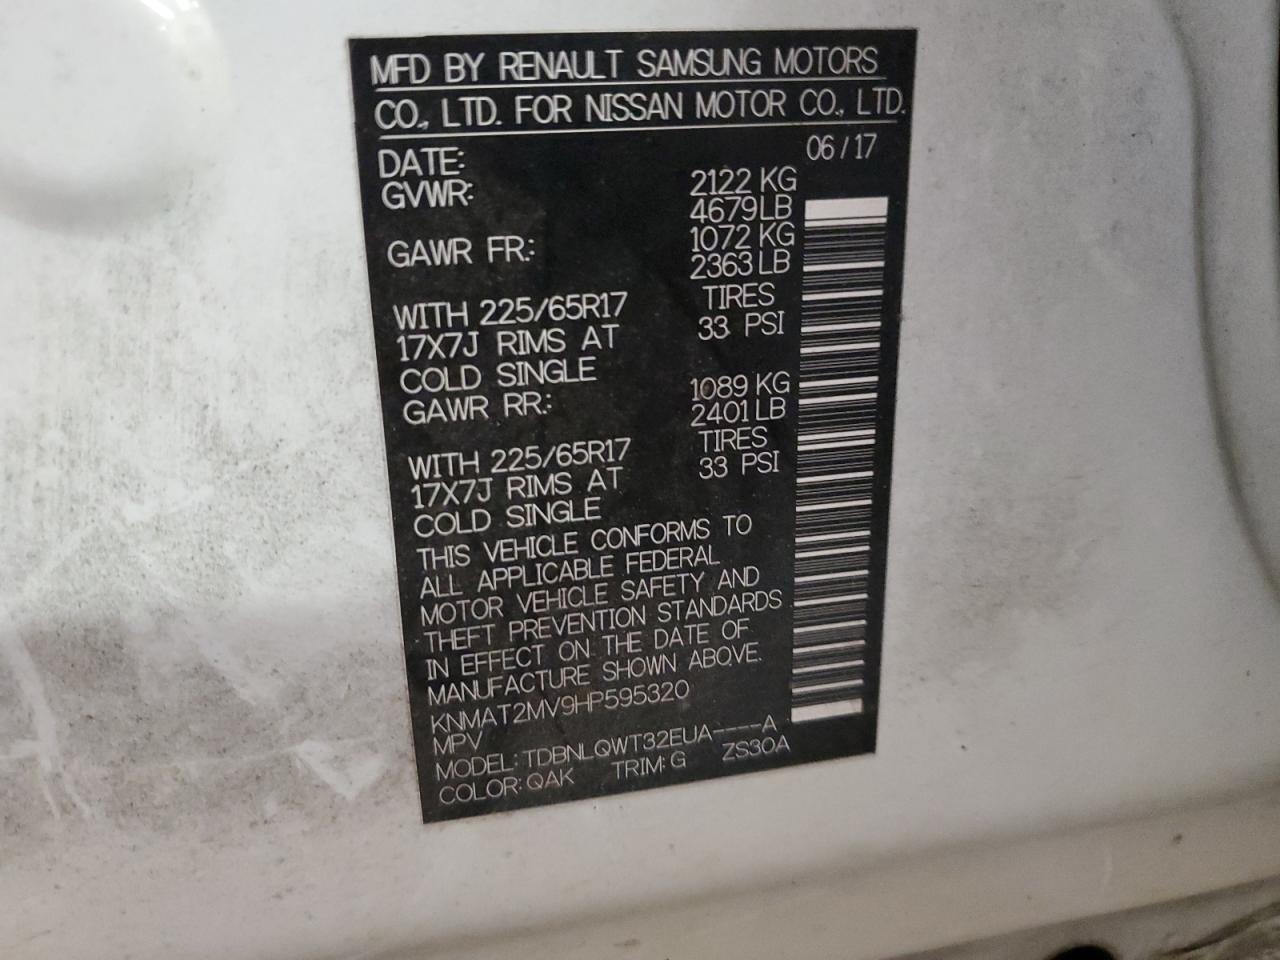 MFD BY RENAULT SAMSUNG MOTORS
CO., LTD. FOR NISSAN MOTOR CO., LTD.
DATE: 06/17
GVWR: 2122 KG
4679LB
GAWR FR.: 1072 KG
2363 LB
WITH 225/65R17 TIRES
17X7J RIMS AT 33 PSI
COLD SINGLE
GAWR RR.: 1089 KG
2401 LB
WITH 225/65R17 TIRES
17X7J RIMS AT 33 PSI
COLD SINGLE
THIS VEHICLE CONFORMS TO
ALL APPLICABLE FEDERAL
MOTOR VEHICLE SAFETY AND
THEFT PREVENTION STANDARDS
IN EFFECT ON THE DATE OF
MANUFACTURE SHOWN ABOVE.
KNMAT2MV9HP595320
MPV
MODEL: TDBNLQWT32EUA----A
COLOR: QAK TRIM: G ZS30A